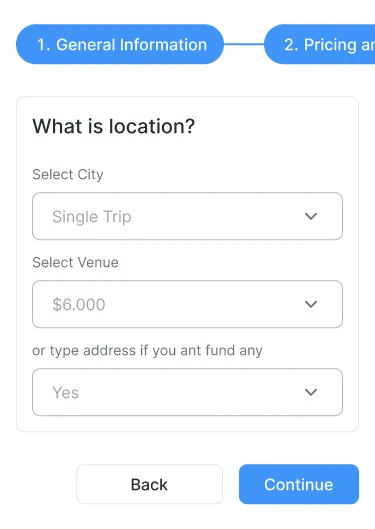 1. General Information
2. Pricing an
What is location?
Select City
Single Trip
Select Venue
$6.000
or type address if you ant fund any
Yes
Back
Continue